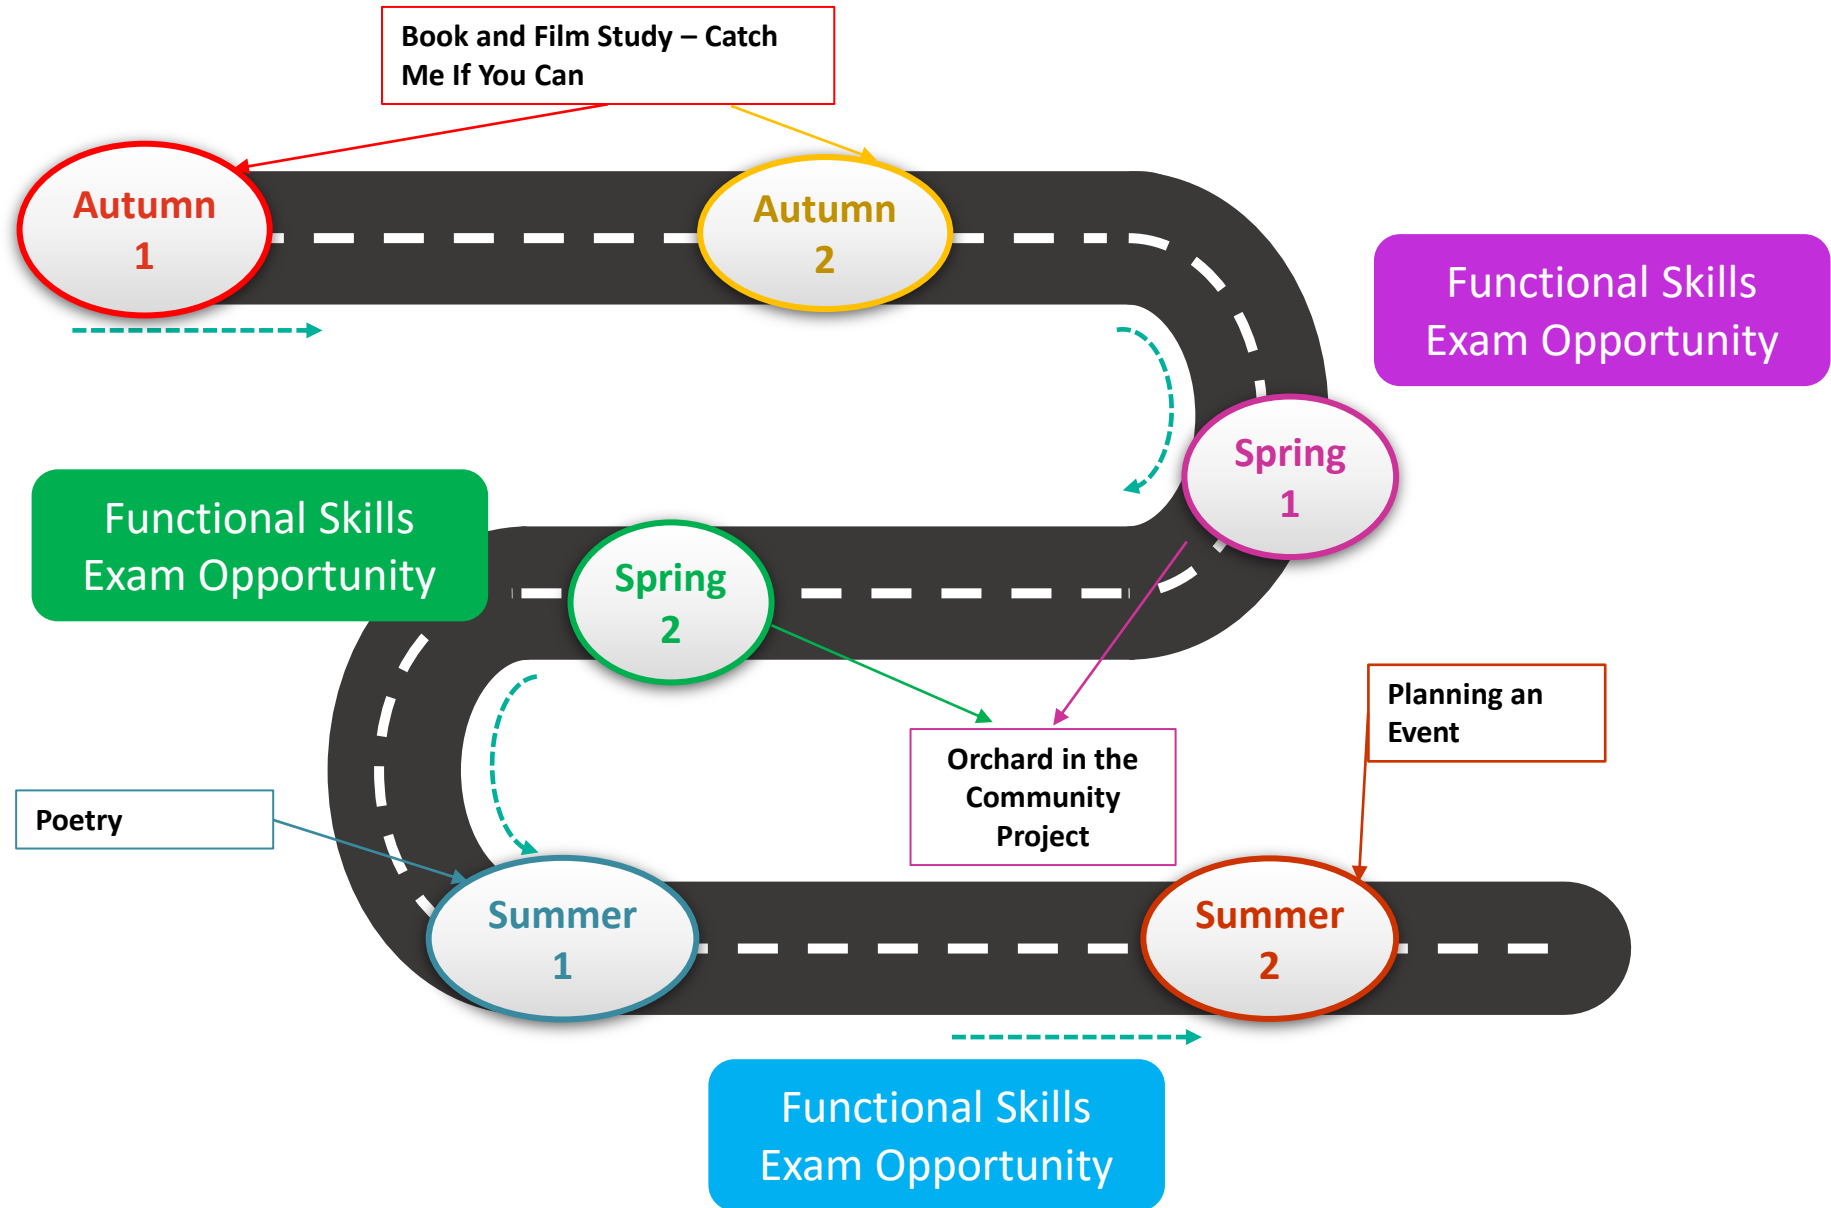 Book and Film Study – Catch
Me If You Can
Autumn
1
Autumn
2
Functional Skills
Exam Opportunity
Spring
1
Functional Skills
Exam Opportunity
Spring
2
Planning an
Event
Orchard in the
Community
Project
Poetry
Summer
1
Summer
2
Functional Skills
Exam Opportunity